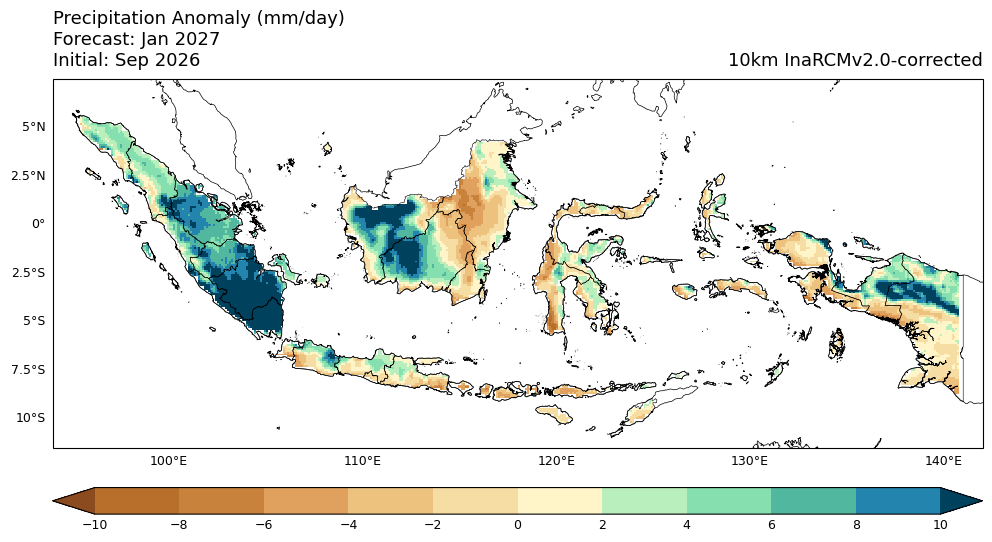 Precipitation Anomaly (mm/day)
Forecast: Jan 2027
Initial: Sep 2026
10km InaRCMv2.0-corrected
5°N
2.5°N
0°
2.5°S
5°S
7.5°S
10°S
100°E 110°E 120°E 130°E 140°E
−10 −8 −6 −4 −2 0 2 4 6 8 10